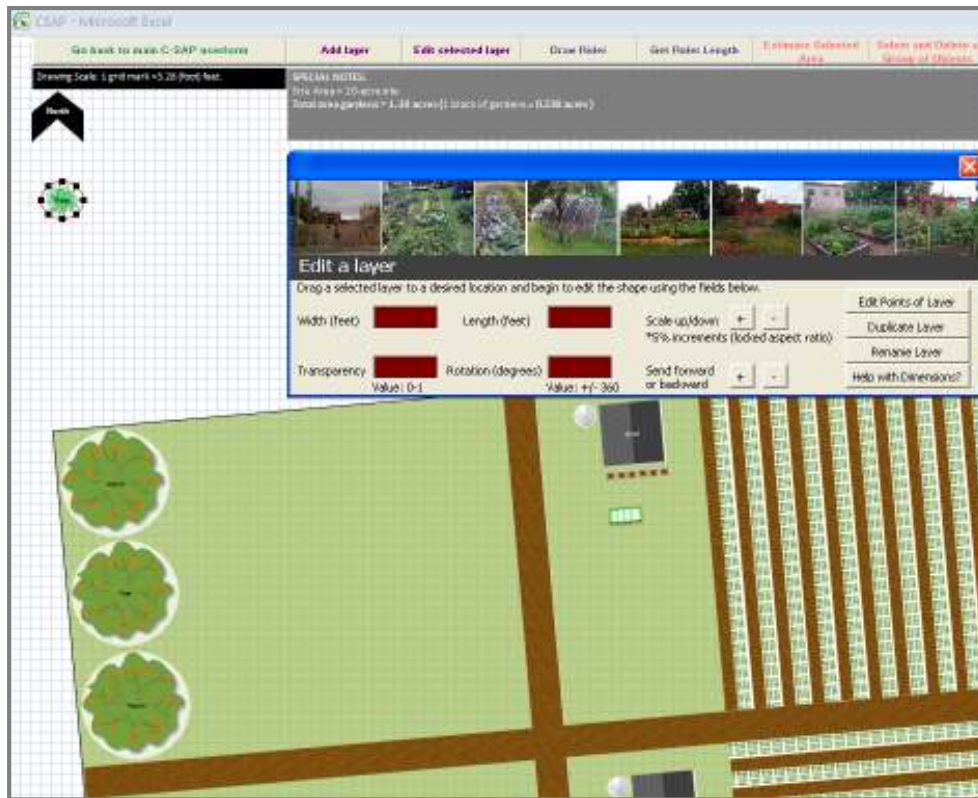 CSAP - Microsoft Excel
Go back to main C-SAP userform
Add layer
Edit selected layer
Draw Ruler
Get Ruler Length
Estimate Selected Area
Select and Delete Group of Objects
Drawing Scale: 1 grid mark = 5.28 (foot) feet.
SPECIAL NOTES:
North
Edit a layer
Drag a selected layer to a desired location and begin to edit the shape using the fields below.
Width (feet)
Length (feet)
Scale up/down
+
-
*5% increments (locked aspect ratio)
Transparency
Value: 0-1
Rotation (degrees)
Value: +/- 360
Send forward
or backward
+
-
Edit Points of Layer
Duplicate Layer
Rename Layer
Help with Dimensions?